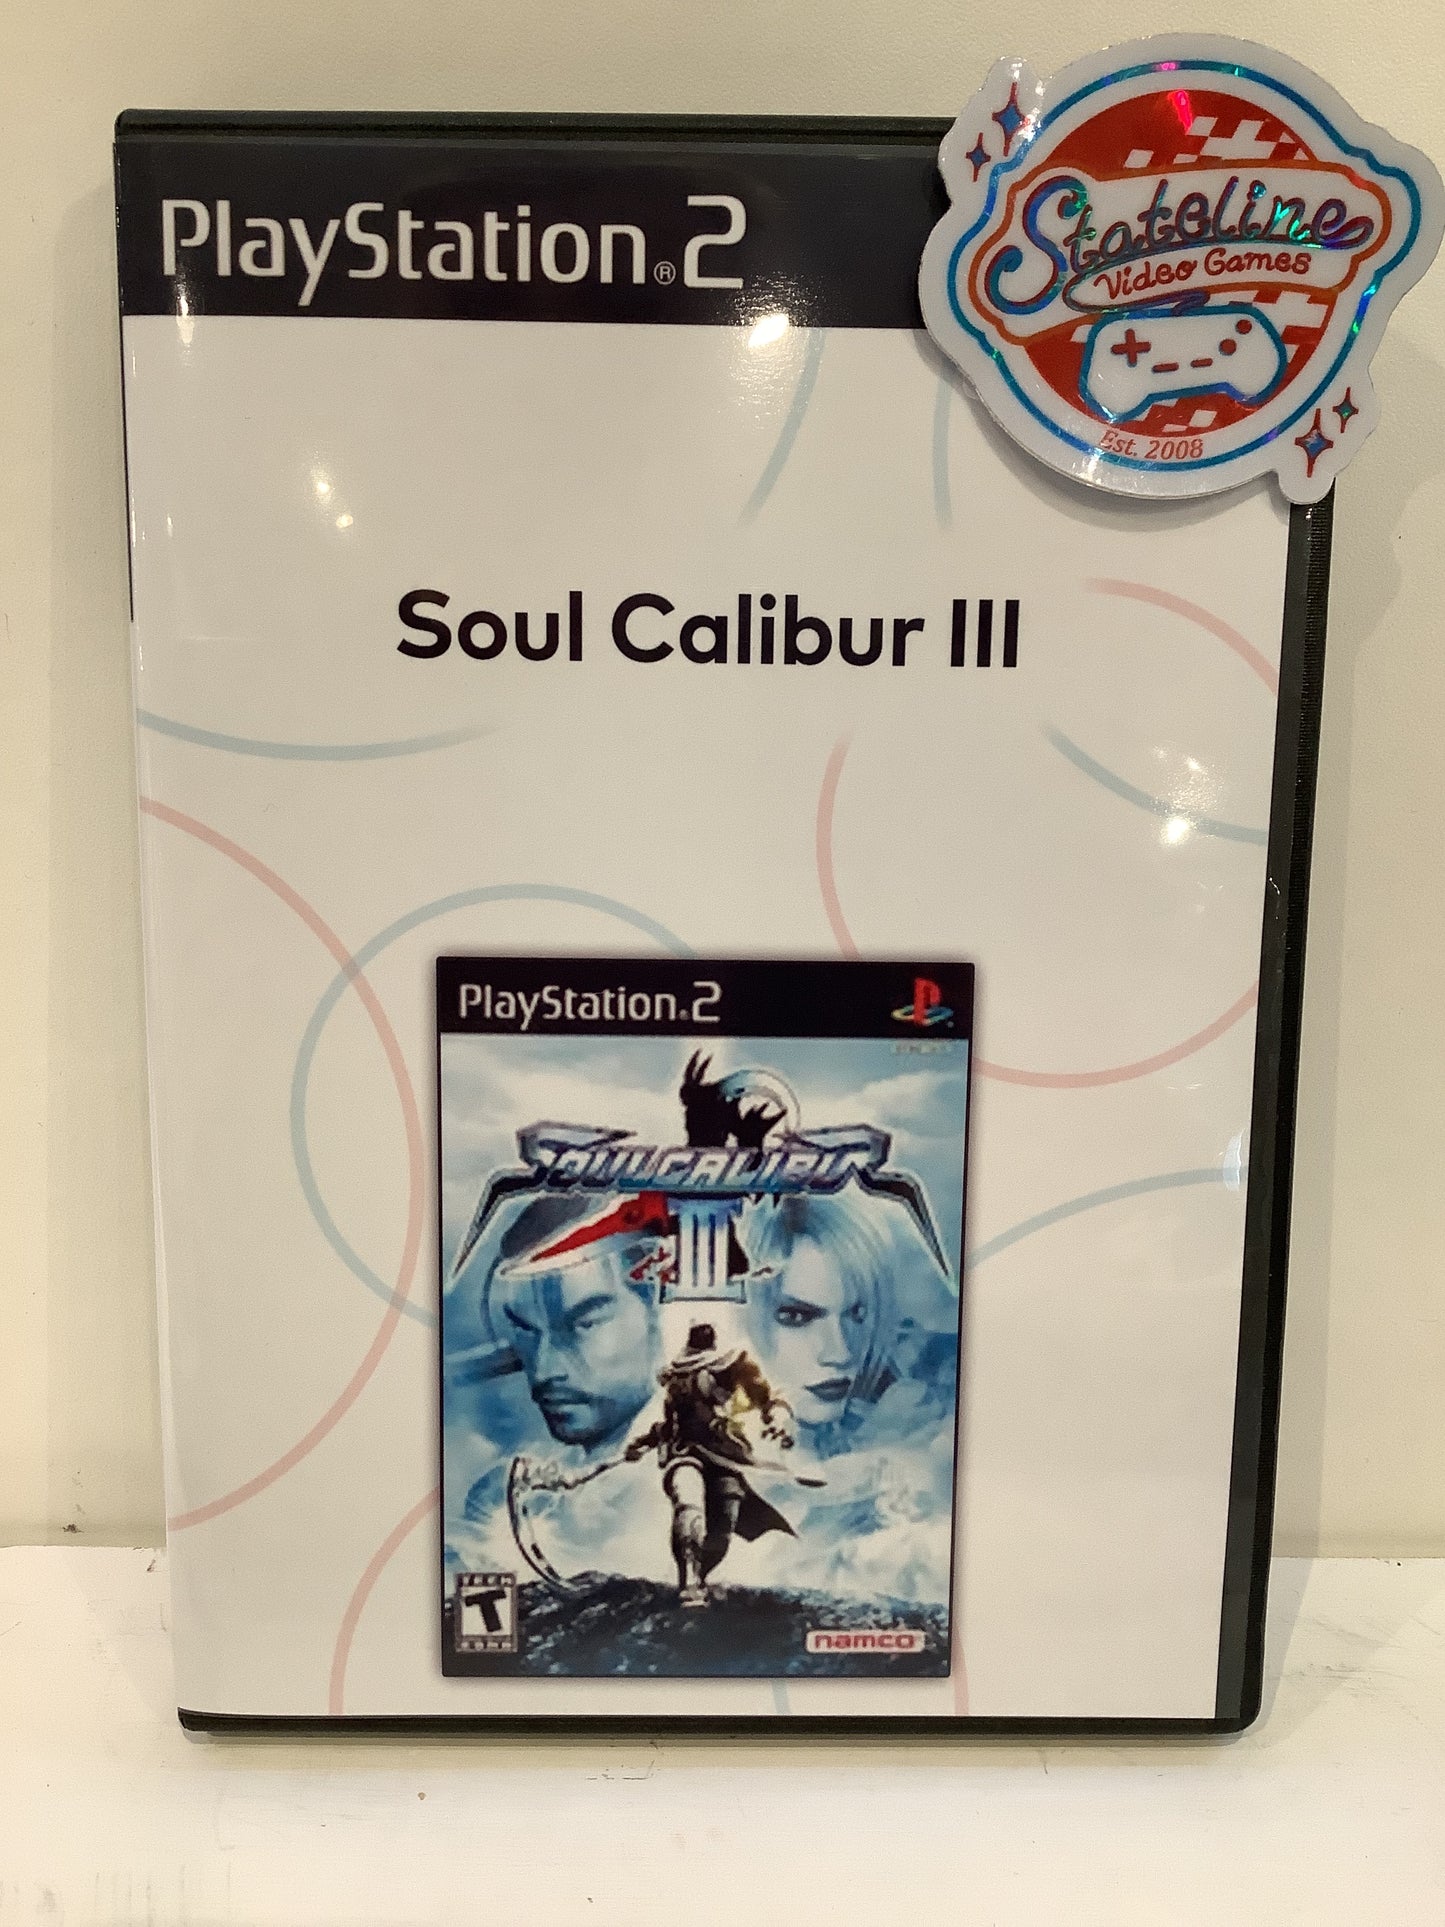 PlayStation®2
Stateline
Video Games
Est. 2008
Soul Calibur III
PlayStation®2
SOULCALIBUR
III
TEEN
T
namco